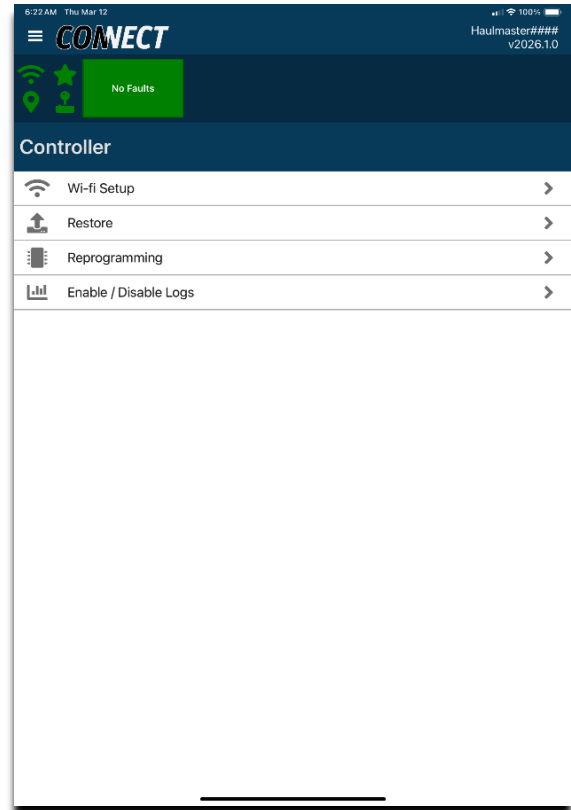 6:22 AM Thu Mar 12
100%
CONNECT
Haulmaster####
v2026.1.0
No Faults
Controller
Wi-fi Setup
Restore
Reprogramming
Enable / Disable Logs